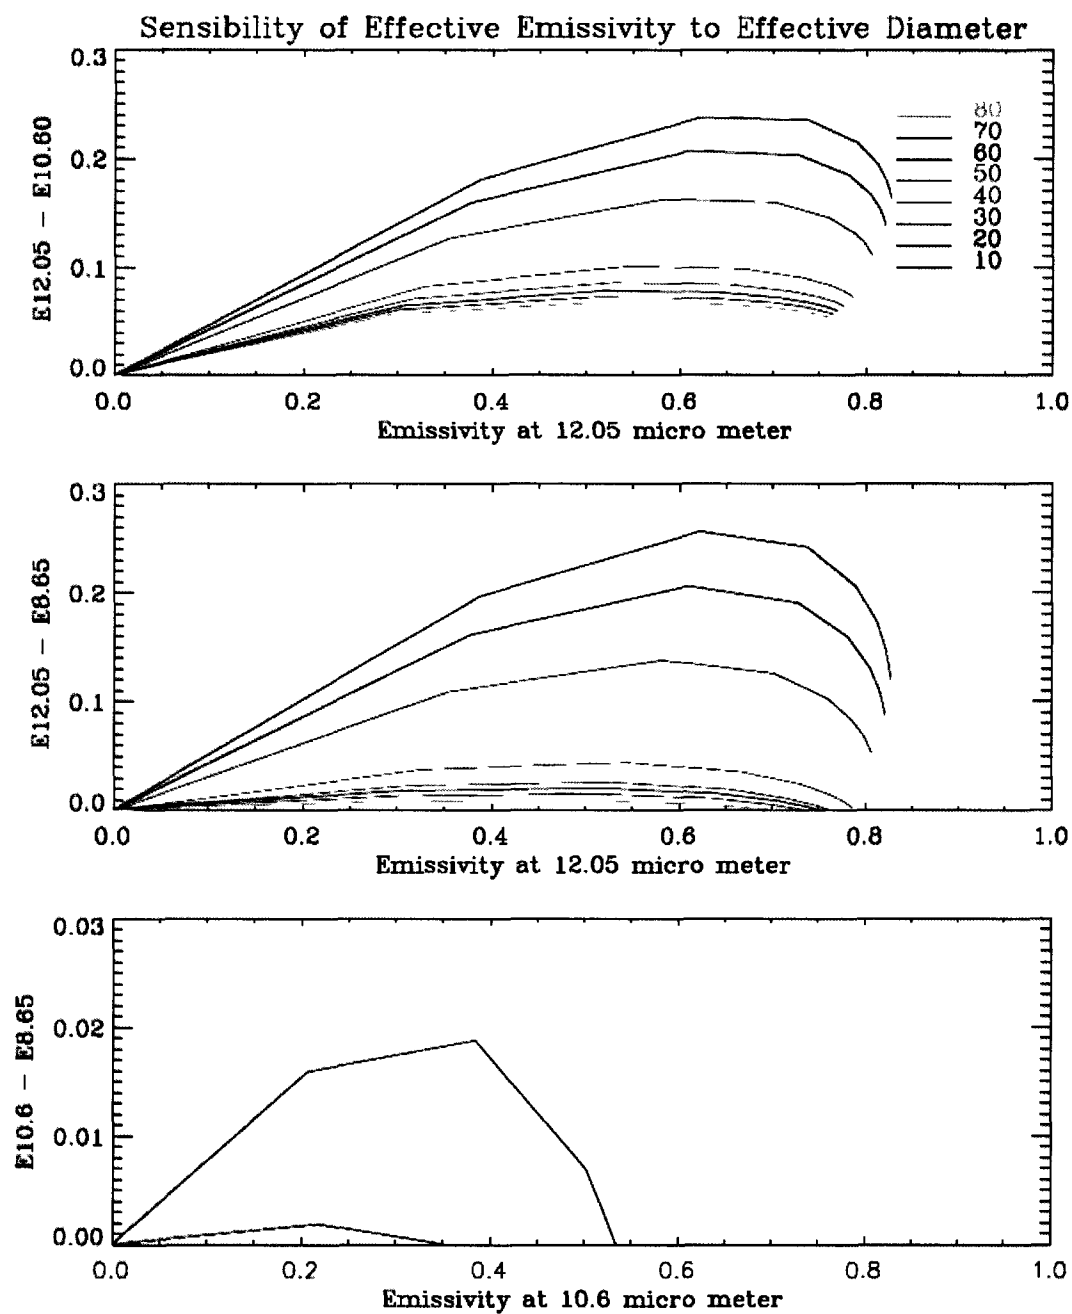 Sensibility of Effective Emissivity to Effective Diameter
E12.05 - E10.60
0.3
0.2
0.1
0.0
80
70
60
50
40
30
20
10
0.0 0.2 0.4 0.6 0.8 1.0
Emissivity at 12.05 micro meter
E12.05 - E8.65
0.3
0.2
0.1
0.0
0.0 0.2 0.4 0.6 0.8 1.0
Emissivity at 12.05 micro meter
E10.6 - E8.65
0.03
0.02
0.01
0.00
0.0 0.2 0.4 0.6 0.8 1.0
Emissivity at 10.6 micro meter